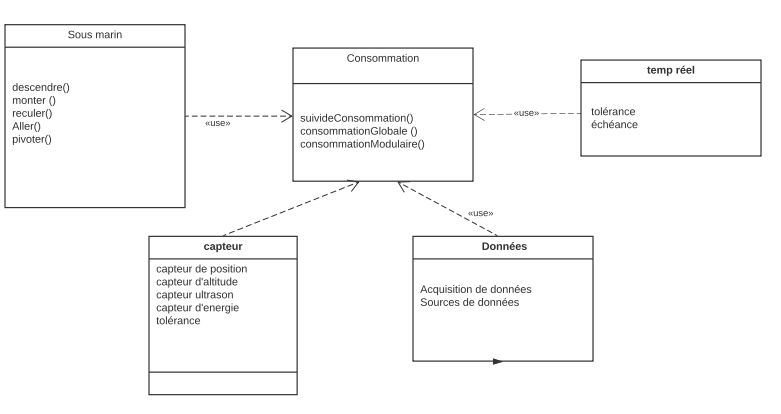 Sous marin
descendre()
monter ()
reculer()
Aller()
pivoter()
«use»
Consommation
suivideConsommation()
consommationGlobale ()
consommationModulaire()
«use»
temp réel
tolérance
échéance
capteur
capteur de position
capteur d'altitude
capteur ultrason
capteur d'energie
tolérance
«use»
Données
Acquisition de données
Sources de données